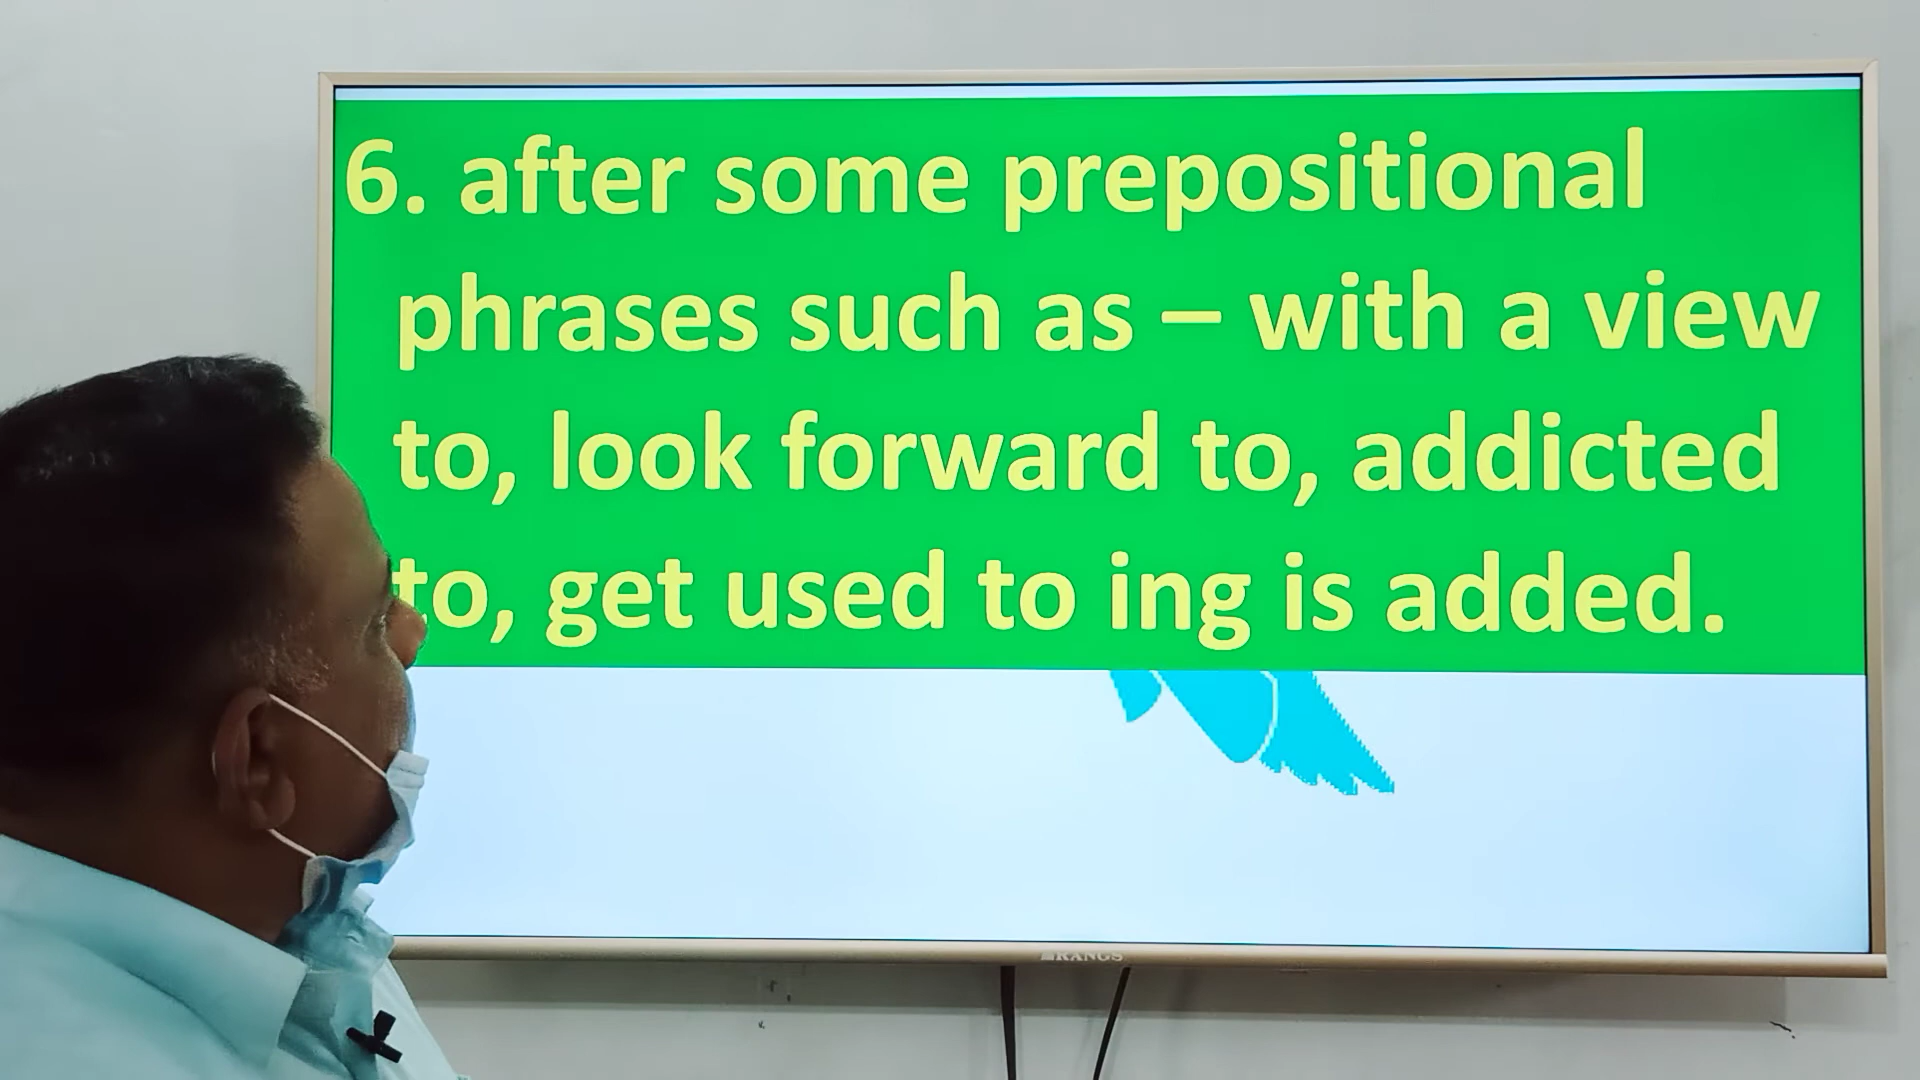 6. after some prepositional
phrases such as – with a view
to, look forward to, addicted
to, get used to ing is added.
RANGS